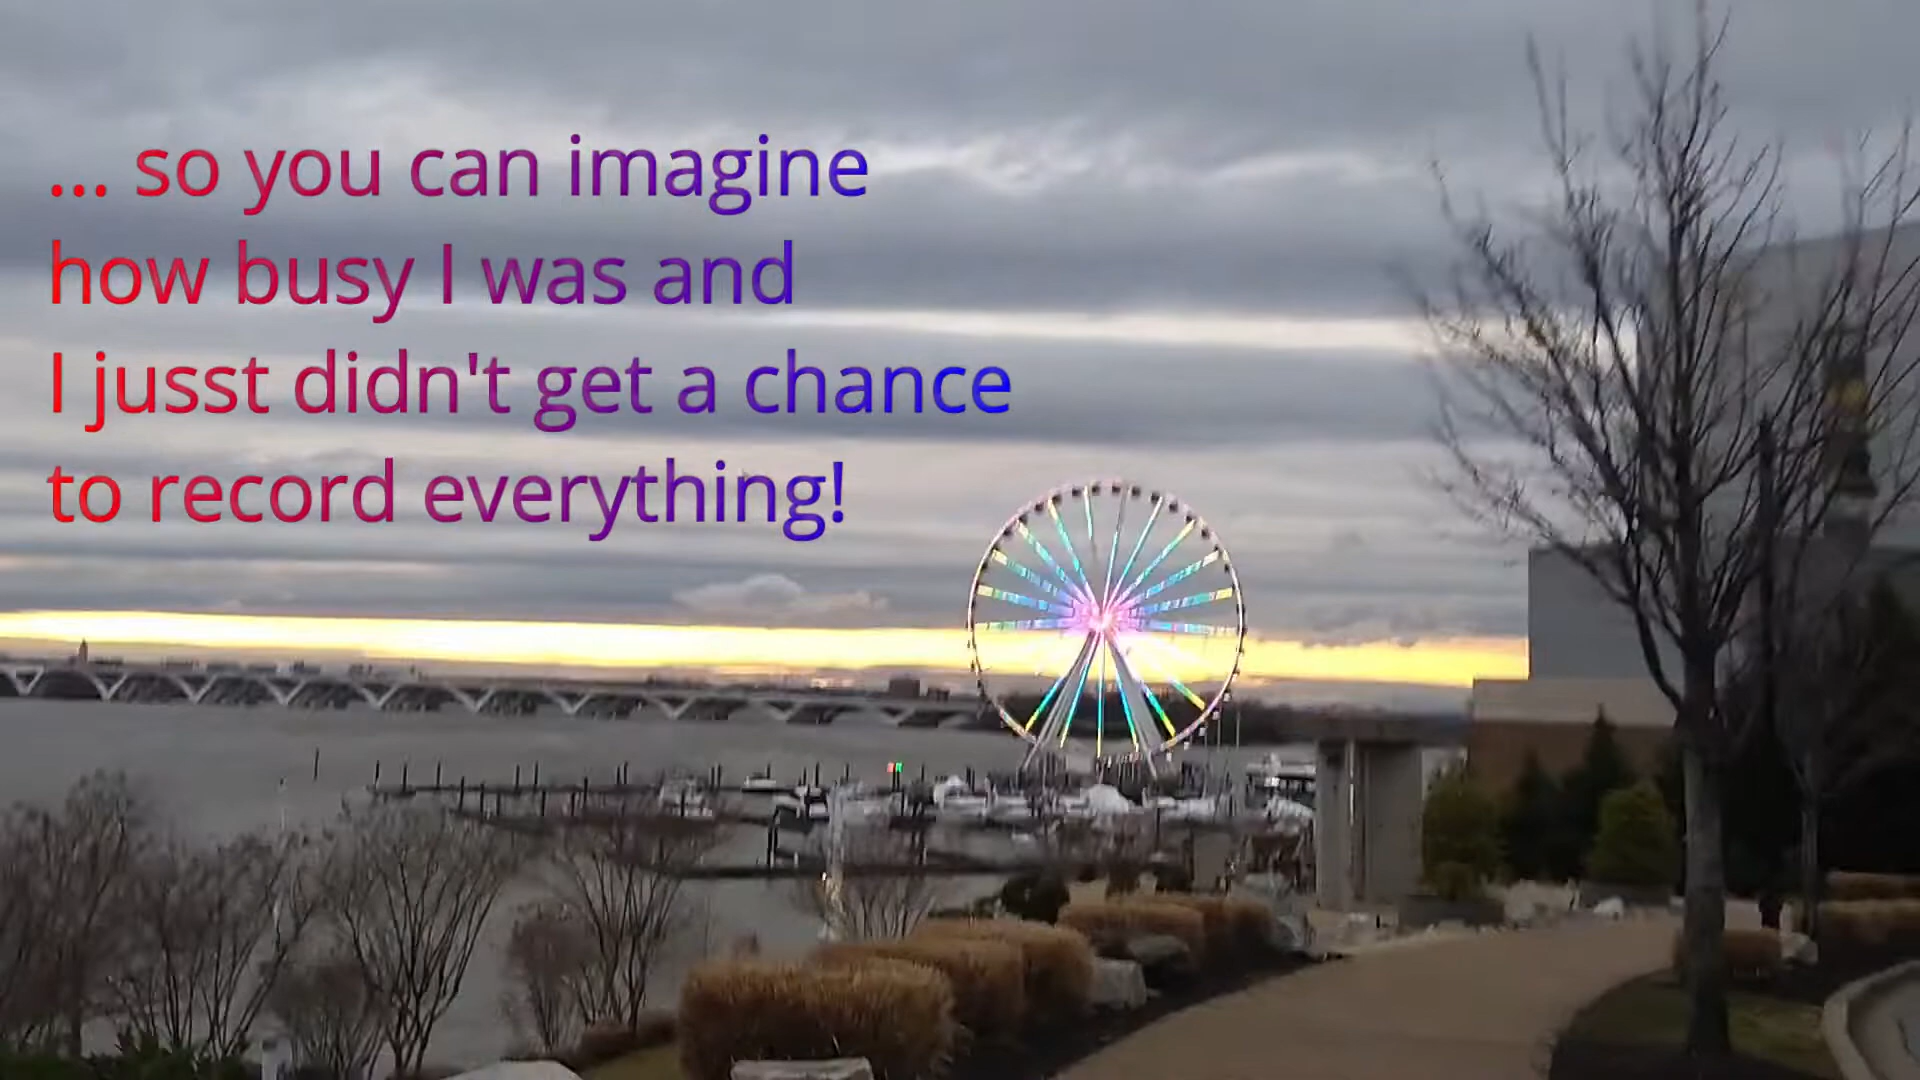 ... so you can imagine
how busy I was and
I jusst didn't get a chance
to record everything!